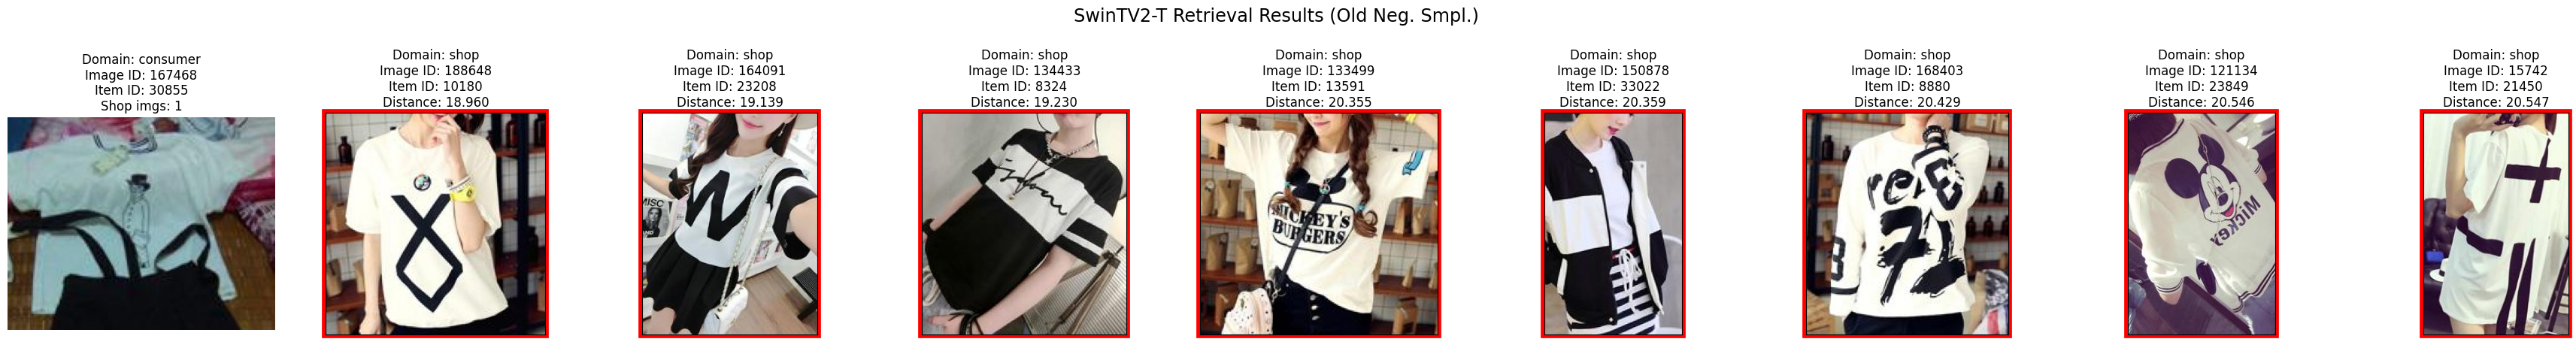 SwinTV2-T Retrieval Results (Old Neg. Smpl.)
Domain: consumer
Image ID: 167468
Item ID: 30855
Shop imgs: 1
Domain: shop
Image ID: 188648
Item ID: 10180
Distance: 18.960
Domain: shop
Image ID: 164091
Item ID: 23208
Distance: 19.139
Domain: shop
Image ID: 134433
Item ID: 8324
Distance: 19.230
Domain: shop
Image ID: 133499
Item ID: 13591
Distance: 20.355
Domain: shop
Image ID: 150878
Item ID: 33022
Distance: 20.359
Domain: shop
Image ID: 168403
Item ID: 8880
Distance: 20.429
Domain: shop
Image ID: 121134
Item ID: 23849
Distance: 20.546
Domain: shop
Image ID: 15742
Item ID: 21450
Distance: 20.547
MISC
W
MICKEY'S
BURGERS
71
Mickey